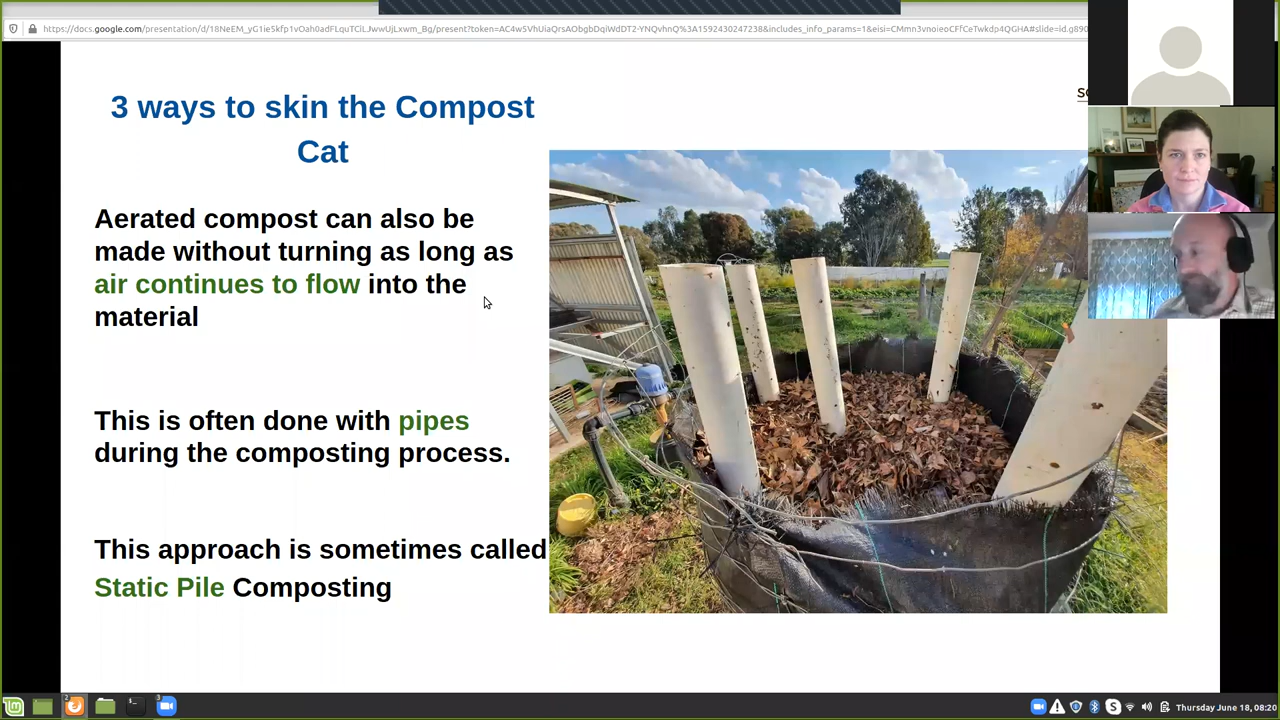 https://docs.google.com/presentation/d/18NeEM_yG1ie5kfp1vOah0adFLquTCiLJwwUjLxwm_Bg/present?token=AC4w5VhUiaQrsAObgbDqiWdDT2-YNQvhnQ%3A1592430247238&includes_info_params=1&eisi=CMmn3vnoieoCFfCeTwkdp4QGHA#slide=id.g890
3 ways to skin the Compost
Cat
Aerated compost can also be
made without turning as long as
air continues to flow into the
material
This is often done with pipes
during the composting process.
This approach is sometimes called
Static Pile Composting
Thursday June 18, 08:20